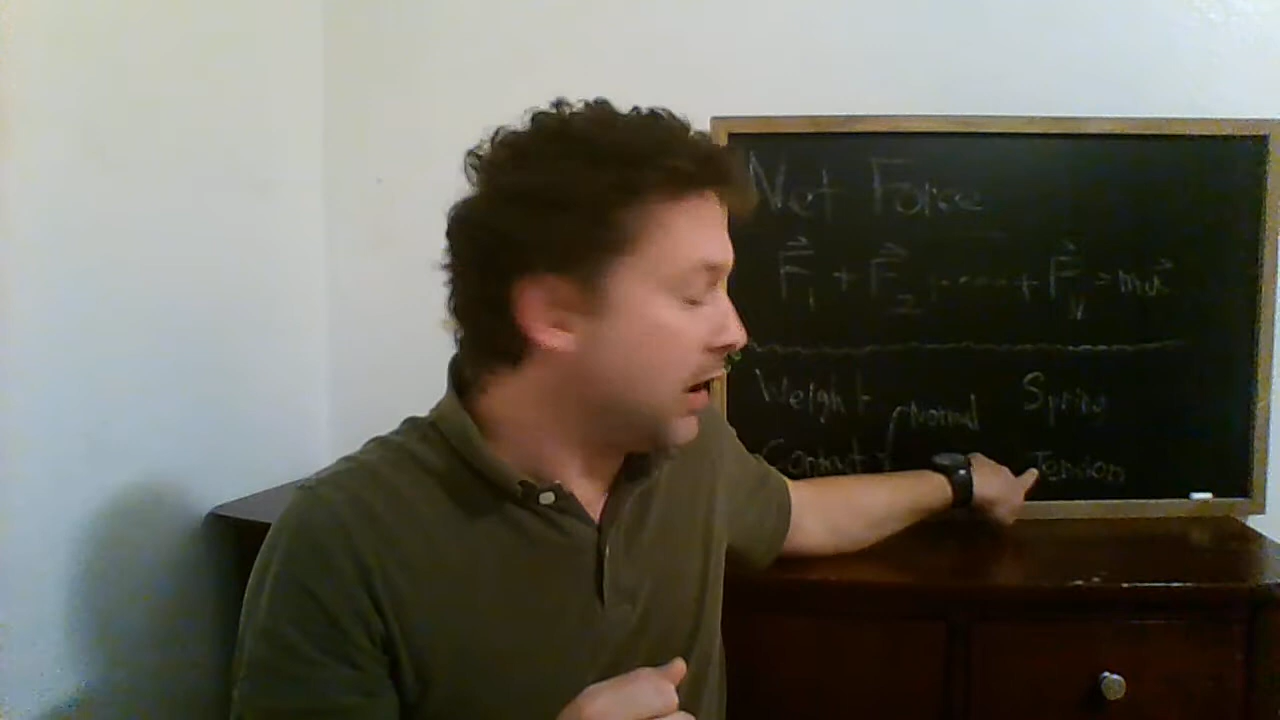 Net Force
F⃗₁ + F⃗₂ ...... + F⃗ₙ = ma⃗
Weight Normal Spring
Contact Tension